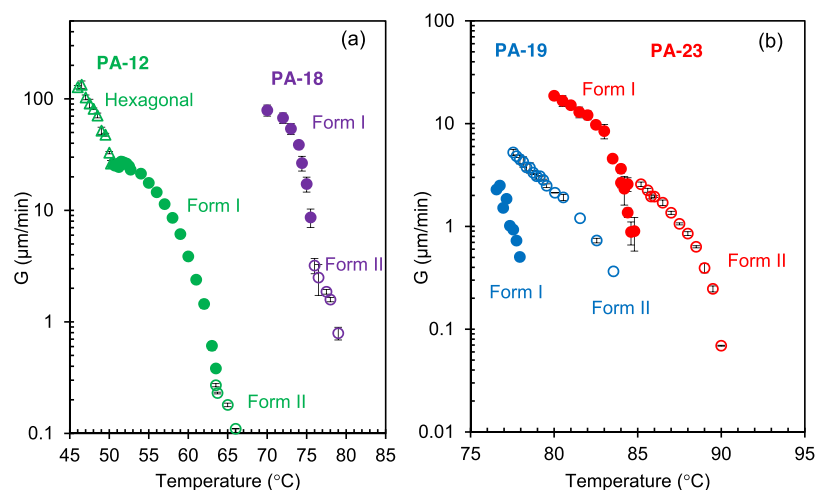 (a)
PA-12
PA-18
Hexagonal
Form I
Form I
Form II
Form II
100
10
1
0.1
G (μm/min)
45 50 55 60 65 70 75 80 85
Temperature (°C)
(b)
PA-19
PA-23
Form I
Form I
Form II
Form II
100
10
1
0.1
0.01
G (μm/min)
75 80 85 90 95
Temperature (°C)